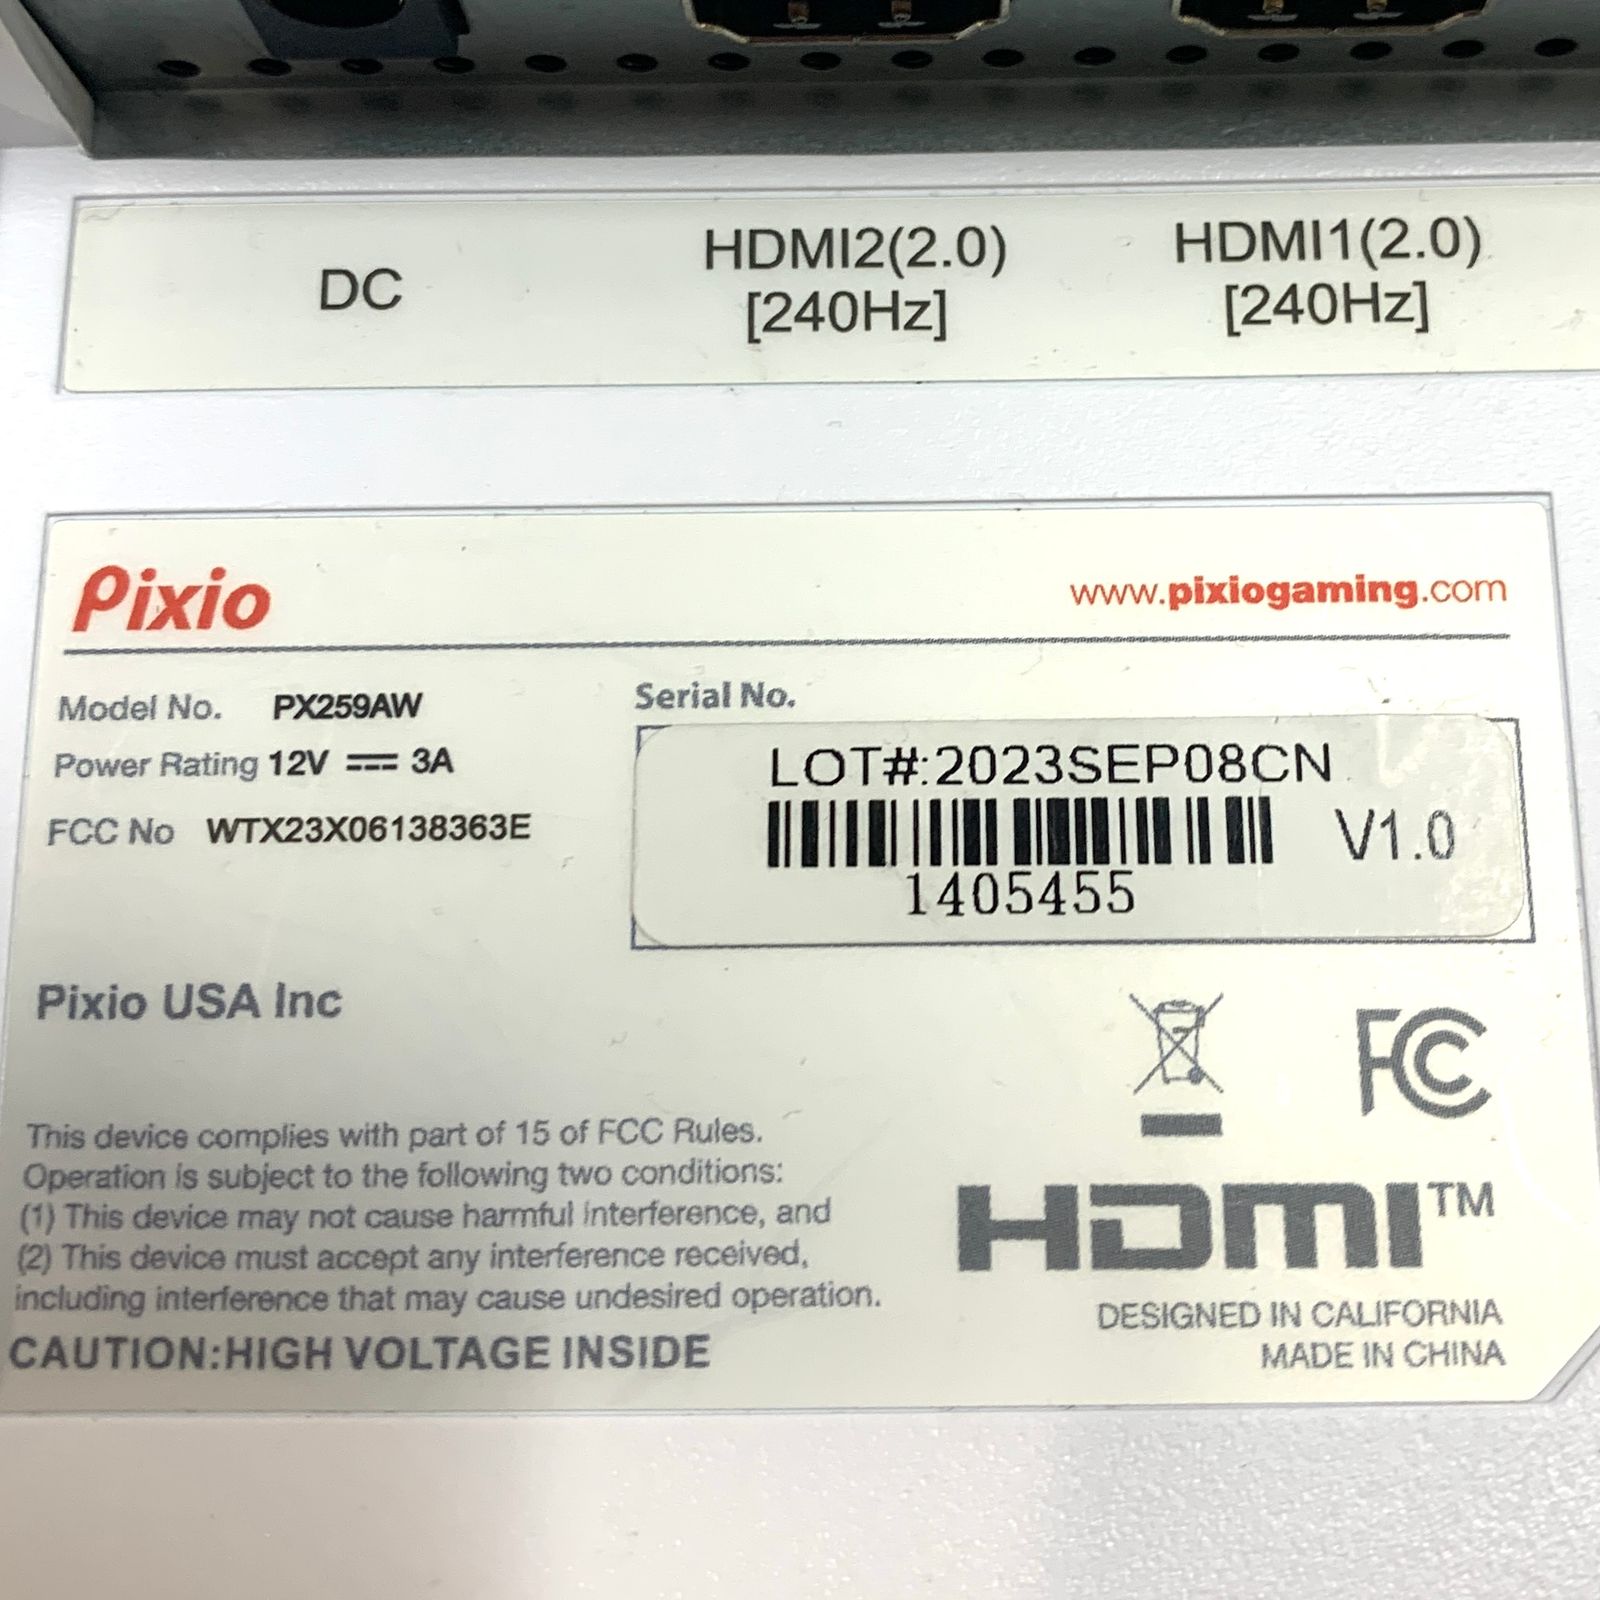 DC
HDMI2(2.0)
[240Hz]
HDMI1(2.0)
[240Hz]
Pixio
www.pixiogaming.com
Model No. PX259AW
Power Rating 12V ⎓ 3A
FCC No WTX23X06138363E
Serial No.
LOT#:2023SEP08CN
V1.0
1405455
Pixio USA Inc
FC
This device complies with part of 15 of FCC Rules.
Operation is subject to the following two conditions:
(1) This device may not cause harmful interference, and
(2) This device must accept any interference received,
including interference that may cause undesired operation.
CAUTION:HIGH VOLTAGE INSIDE
HDMI™
DESIGNED IN CALIFORNIA
MADE IN CHINA